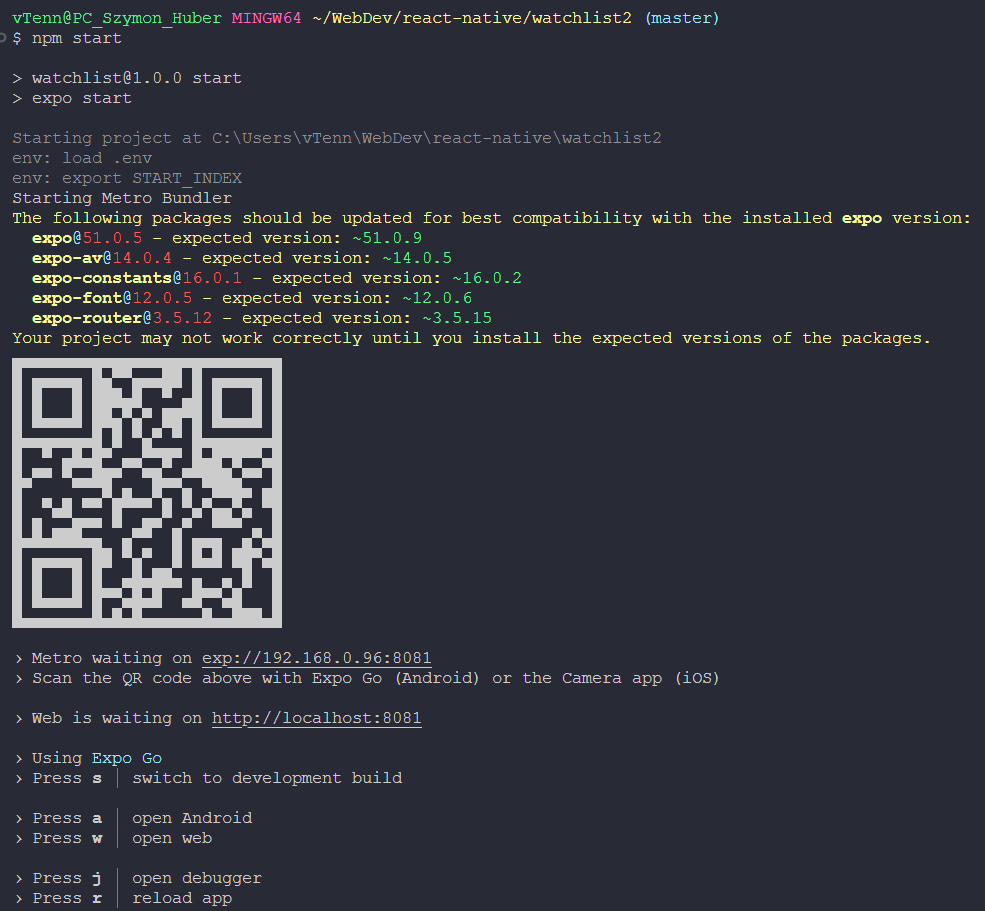 vTenn@PC_Szymon_Huber MINGW64 ~/WebDev/react-native/watchlist2 (master)
$ npm start
> watchlist@1.0.0 start
> expo start
Starting project at C:\Users\vTenn\WebDev\react-native\watchlist2
env: load .env
env: export START_INDEX
Starting Metro Bundler
The following packages should be updated for best compatibility with the installed expo version:
  expo@51.0.5 - expected version: ~51.0.9
  expo-av@14.0.4 - expected version: ~14.0.5
  expo-constants@16.0.1 - expected version: ~16.0.2
  expo-font@12.0.5 - expected version: ~12.0.6
  expo-router@3.5.12 - expected version: ~3.5.15
Your project may not work correctly until you install the expected versions of the packages.
› Metro waiting on exp://192.168.0.96:8081
› Scan the QR code above with Expo Go (Android) or the Camera app (iOS)
› Web is waiting on http://localhost:8081
› Using Expo Go
› Press s │ switch to development build
› Press a │ open Android
› Press w │ open web
› Press j │ open debugger
› Press r │ reload app